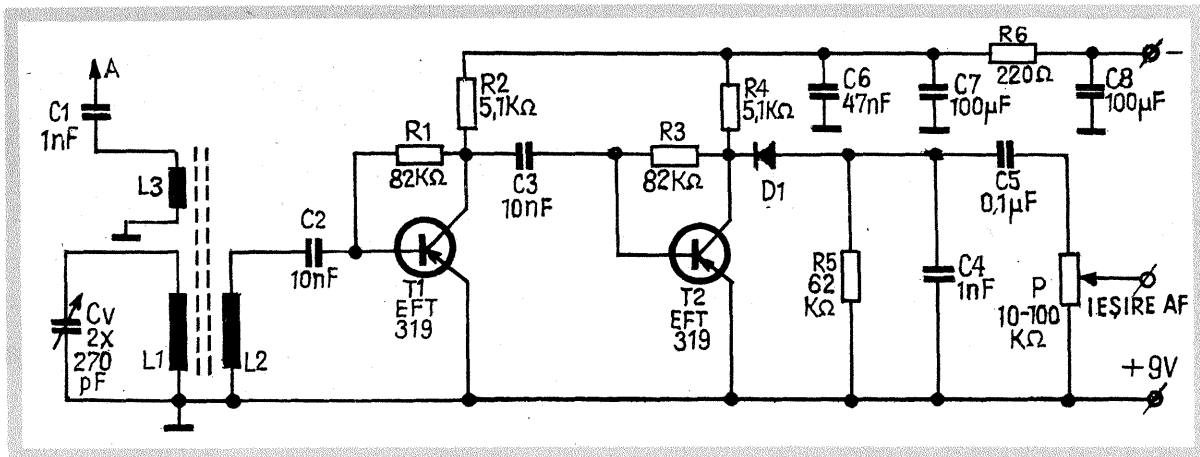 A
C1
1nF
L3
Cv
2x
270
pF
L1
L2
C2
10nF
R1
82KΩ
T1
EFT
319
R2
5,1KΩ
C3
10nF
R3
82KΩ
T2
EFT
319
R4
5,1KΩ
D1
C6
47nF
C7
100µF
R6
220Ω
C8
100µF
–
R5
62
KΩ
C4
1nF
C5
0,1µF
P
10-100
KΩ
IEŞIRE AF
+9V